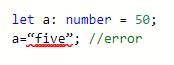 let a: number = 50;
a=“five”; //error